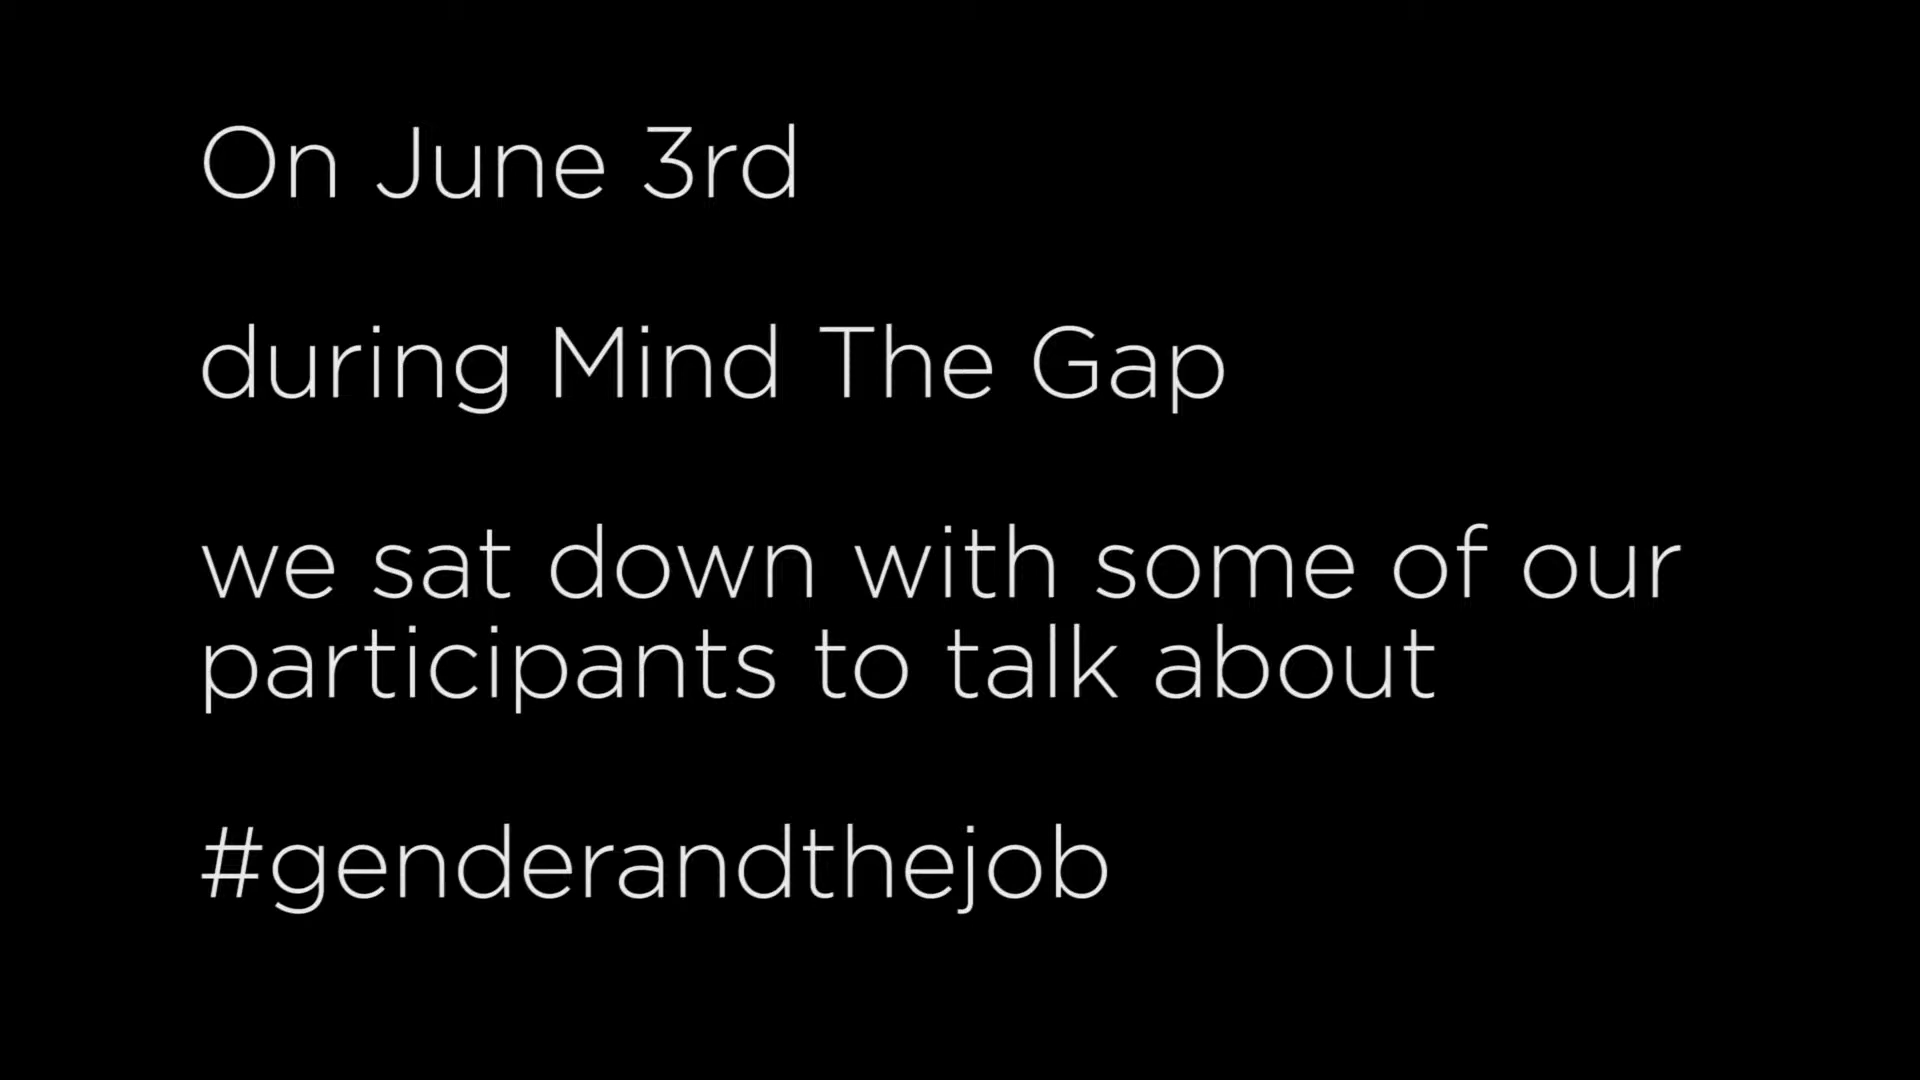 On June 3rd
during Mind The Gap
we sat down with some of our
participants to talk about
#genderandthejob